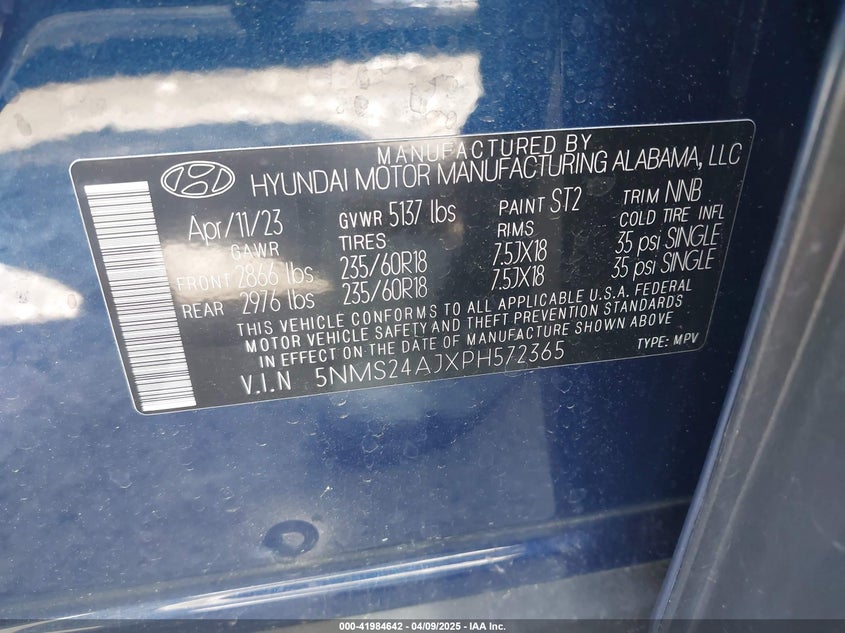 MANUFACTURED BY
HYUNDAI MOTOR MANUFACTURING ALABAMA, LLC
Apr/11/23 GVWR 5137 lbs PAINT ST2 TRIM NNB
GAWR TIRES RIMS COLD TIRE INFL
FRONT 2866 lbs 235/60R18 7.5JX18 35 psi SINGLE
REAR 2976 lbs 235/60R18 7.5JX18 35 psi SINGLE
THIS VEHICLE CONFORMS TO ALL APPLICABLE U.S.A. FEDERAL
MOTOR VEHICLE SAFETY AND THEFT PREVENTION STANDARDS
IN EFFECT ON THE DATE OF MANUFACTURE SHOWN ABOVE
V.I.N 5NMS24AJXPH572365 TYPE: MPV
000-41984642 - 04/09/2025 - IAA Inc.